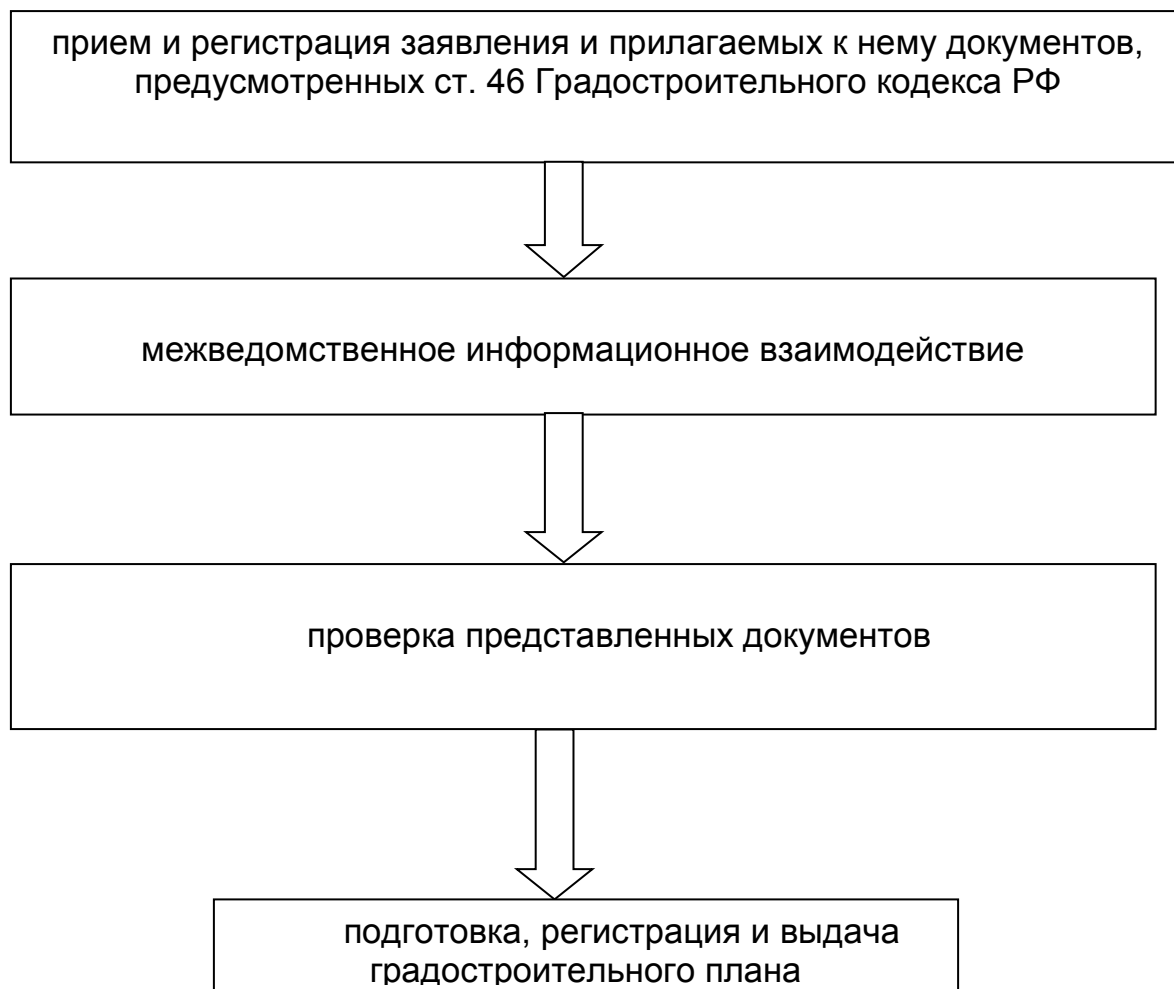 прием и регистрация заявления и прилагаемых к нему документов,
предусмотренных ст. 46 Градостроительного кодекса РФ
межведомственное информационное взаимодействие
проверка представленных документов
подготовка, регистрация и выдача
градостроительного плана